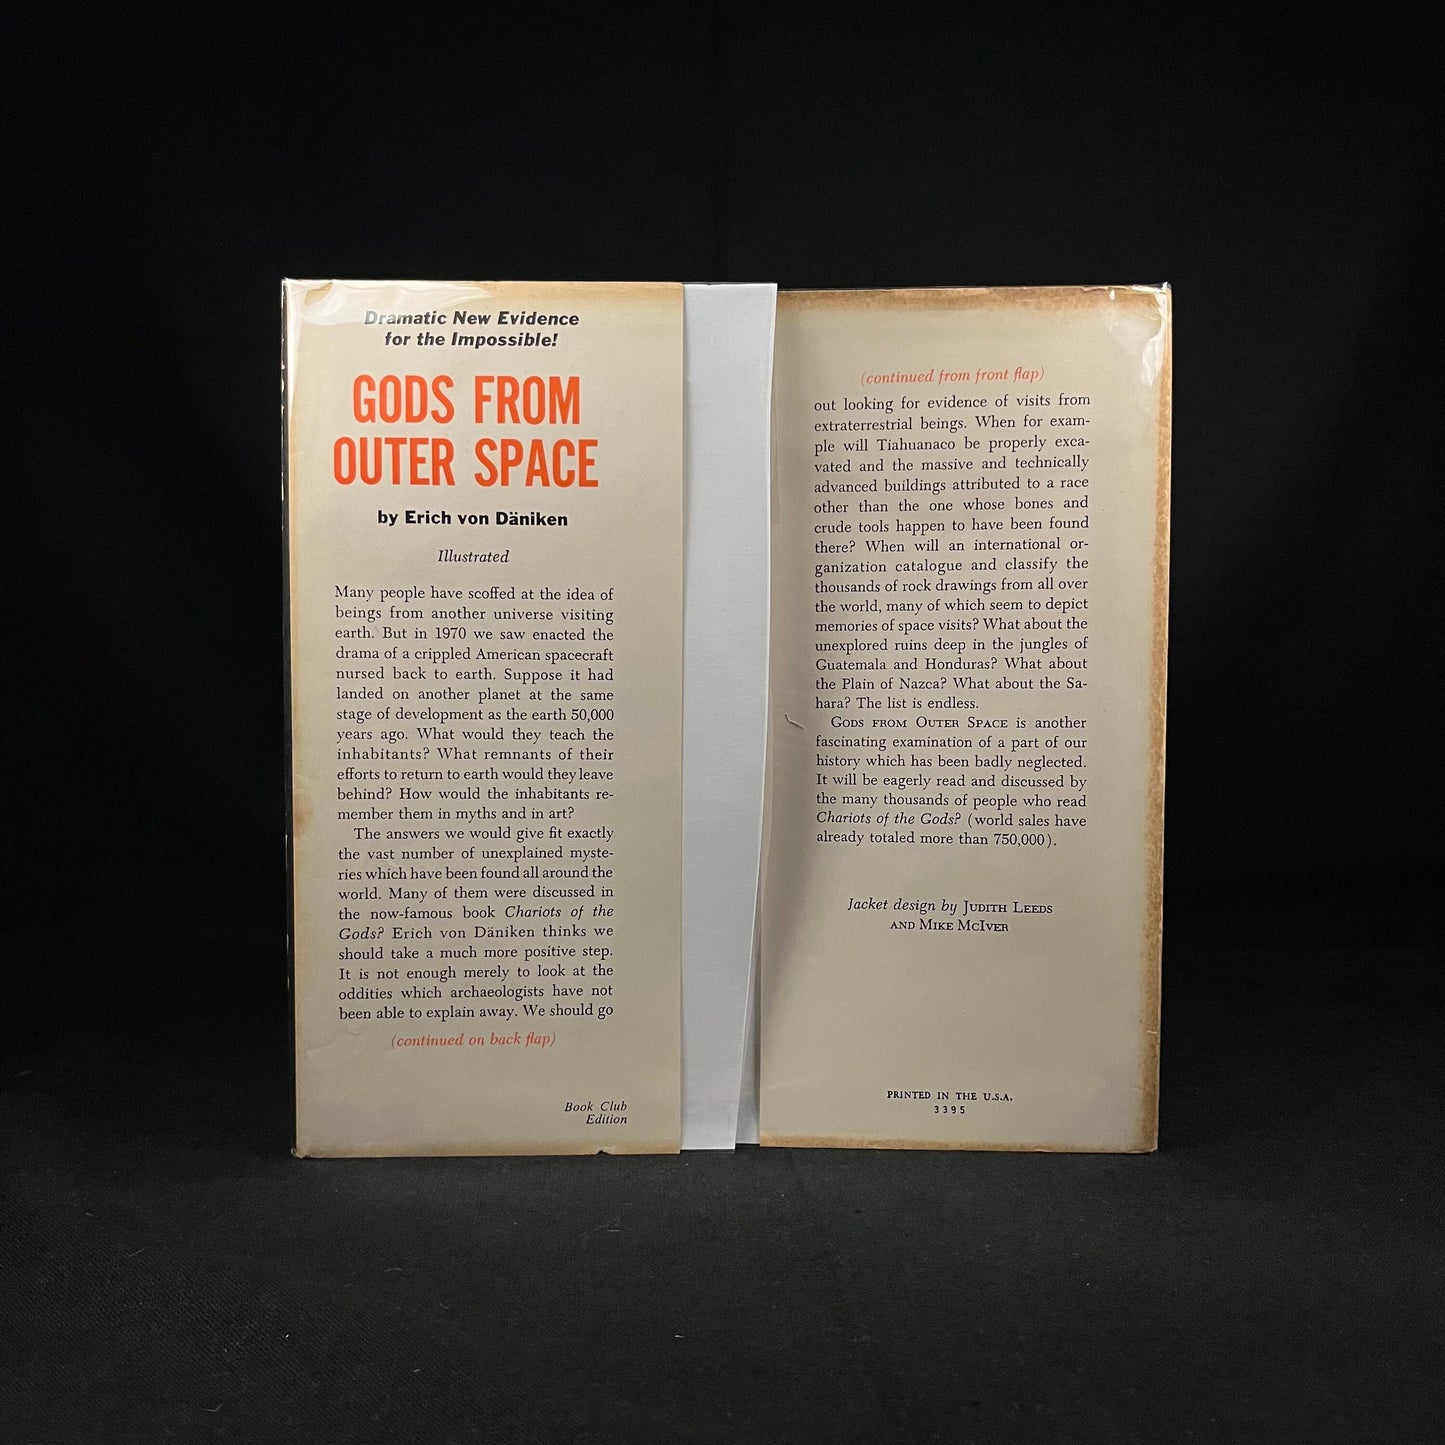 Dramatic New Evidence
for the Impossible!
GODS FROM
OUTER SPACE
by Erich von Däniken
Illustrated
Many people have scoffed at the idea of
beings from another universe visiting
earth. But in 1970 we saw enacted the
drama of a crippled American spacecraft
nursed back to earth. Suppose it had
landed on another planet at the same
stage of development as the earth 50,000
years ago. What would they teach the
inhabitants? What remnants of their
efforts to return to earth would they leave
behind? How would the inhabitants re-
member them in myths and in art?
The answers we would give fit exactly
the vast number of unexplained myste-
ries which have been found all around the
world. Many of them were discussed in
the now-famous book Chariots of the
Gods? Erich von Däniken thinks we
should take a much more positive step.
It is not enough merely to look at the
oddities which archaeologists have not
been able to explain away. We should go
(continued on back flap)
Book Club
Edition
(continued from front flap)
out looking for evidence of visits from
extraterrestrial beings. When for exam-
ple will Tiahuanaco be properly exca-
vated and the massive and technically
advanced buildings attributed to a race
other than the one whose bones and
crude tools happen to have been found
there? When will an international or-
ganization catalogue and classify the
thousands of rock drawings from all over
the world, many of which seem to depict
memories of space visits? What about the
unexplored ruins deep in the jungles of
Guatemala and Honduras? What about
the Plain of Nazca? What about the Sa-
hara? The list is endless.
GODS FROM OUTER SPACE is another
fascinating examination of a part of our
history which has been badly neglected.
It will be eagerly read and discussed by
the many thousands of people who read
Chariots of the Gods? (world sales have
already totaled more than 750,000).
Jacket design by JUDITH LEEDS
AND MIKE MCIVER
PRINTED IN THE U.S.A.
3395